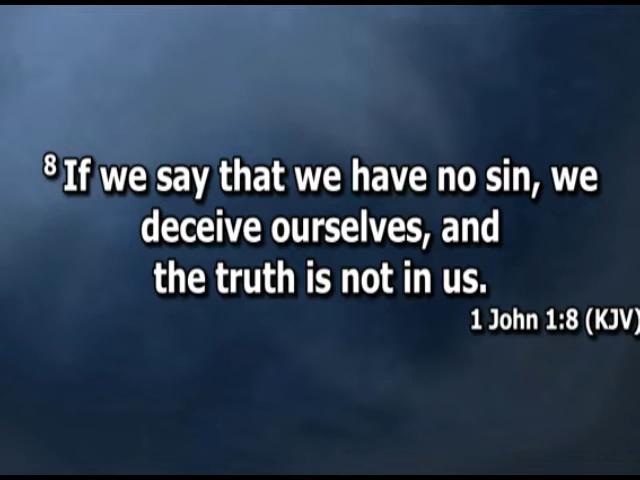 8 If we say that we have no sin, we
deceive ourselves, and
the truth is not in us.
1 John 1:8 (KJV)